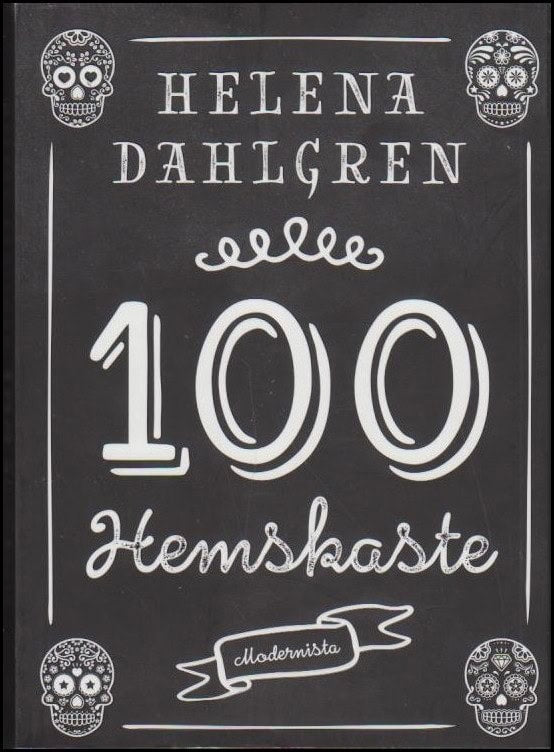 HELENA
DAHLGREN
100
Hemskaste
Modernista